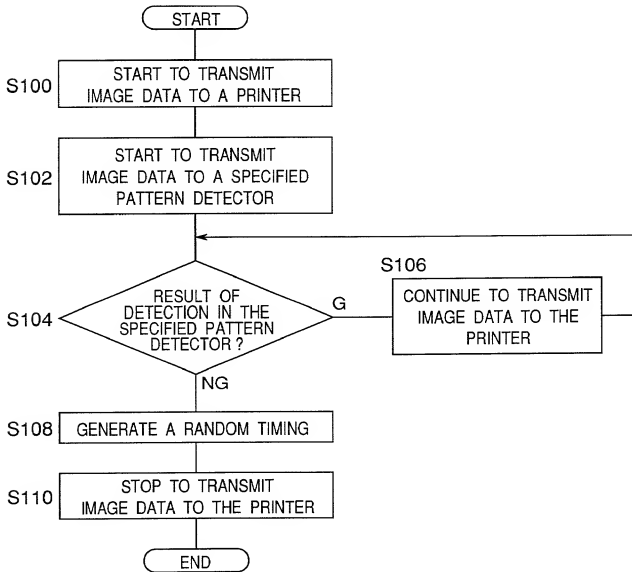 START
S100
START TO TRANSMIT
IMAGE DATA TO A PRINTER
S102
START TO TRANSMIT
IMAGE DATA TO A SPECIFIED
PATTERN DETECTOR
S104
RESULT OF
DETECTION IN THE
SPECIFIED PATTERN
DETECTOR ?
G
S106
CONTINUE TO TRANSMIT
IMAGE DATA TO THE
PRINTER
NG
S108
GENERATE A RANDOM TIMING
S110
STOP TO TRANSMIT
IMAGE DATA TO THE PRINTER
END